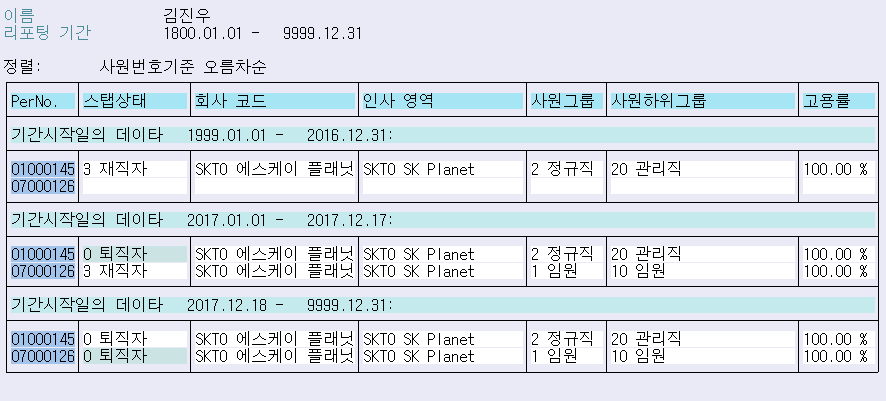 이름 김진우
리포팅 기간 1800.01.01 - 9999.12.31
정렬: 사원번호기준 오름차순
PerNo. 스탭상태 회사 코드 인사 영역 사원그룹 사원하위그룹 고용률
기간시작일의 데이타 1999.01.01 - 2016.12.31:
01000145 3 재직자 SKTO 에스케이 플래닛 SKTO SK Planet 2 정규직 20 관리직 100.00 %
07000126
기간시작일의 데이타 2017.01.01 - 2017.12.17:
01000145 0 퇴직자 SKTO 에스케이 플래닛 SKTO SK Planet 2 정규직 20 관리직 100.00 %
07000126 3 재직자 SKTO 에스케이 플래닛 SKTO SK Planet 1 임원 10 임원 100.00 %
기간시작일의 데이타 2017.12.18 - 9999.12.31:
01000145 0 퇴직자 SKTO 에스케이 플래닛 SKTO SK Planet 2 정규직 20 관리직 100.00 %
07000126 0 퇴직자 SKTO 에스케이 플래닛 SKTO SK Planet 1 임원 10 임원 100.00 %